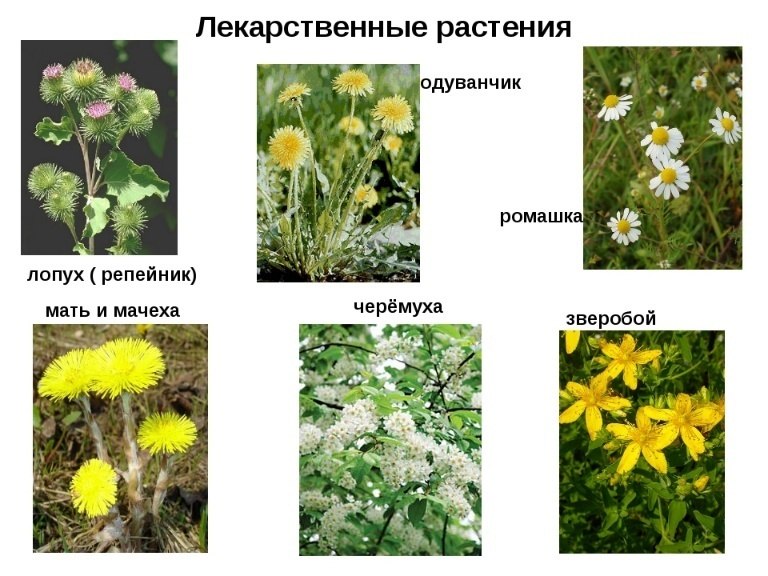 Лекарственные растения
одуванчик
ромашка
лопух ( репейник)
мать и мачеха
черёмуха
зверобой